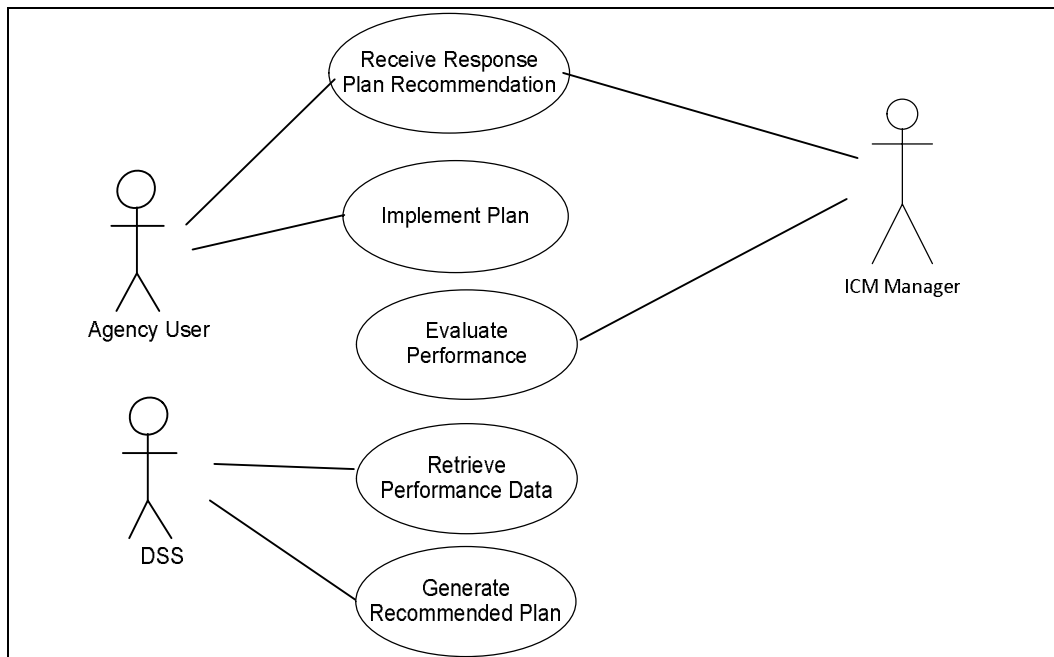 Receive Response
Plan Recommendation
Implement Plan
ICM Manager
Agency User
Evaluate
Performance
Retrieve
Performance Data
DSS
Generate
Recommended Plan